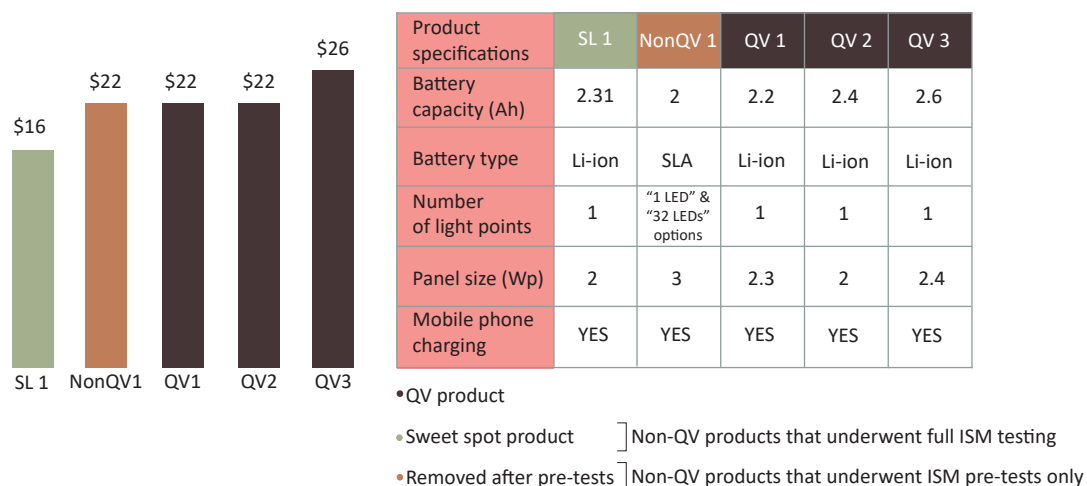 $26
$22
$22
$22
$16
SL 1
NonQV1
QV1
QV2
QV3
Product
specifications
SL 1
NonQV 1
QV 1
QV 2
QV 3
Battery
capacity (Ah)
2.31
2
2.2
2.4
2.6
Battery type
Li-ion
SLA
Li-ion
Li-ion
Li-ion
Number
of light points
1
"1 LED" &
"32 LEDs"
options
1
1
1
Panel size (Wp)
2
3
2.3
2
2.4
Mobile phone
charging
YES
YES
YES
YES
YES
•QV product
•Sweet spot product
Non-QV products that underwent full ISM testing
•Removed after pre-tests
Non-QV products that underwent ISM pre-tests only